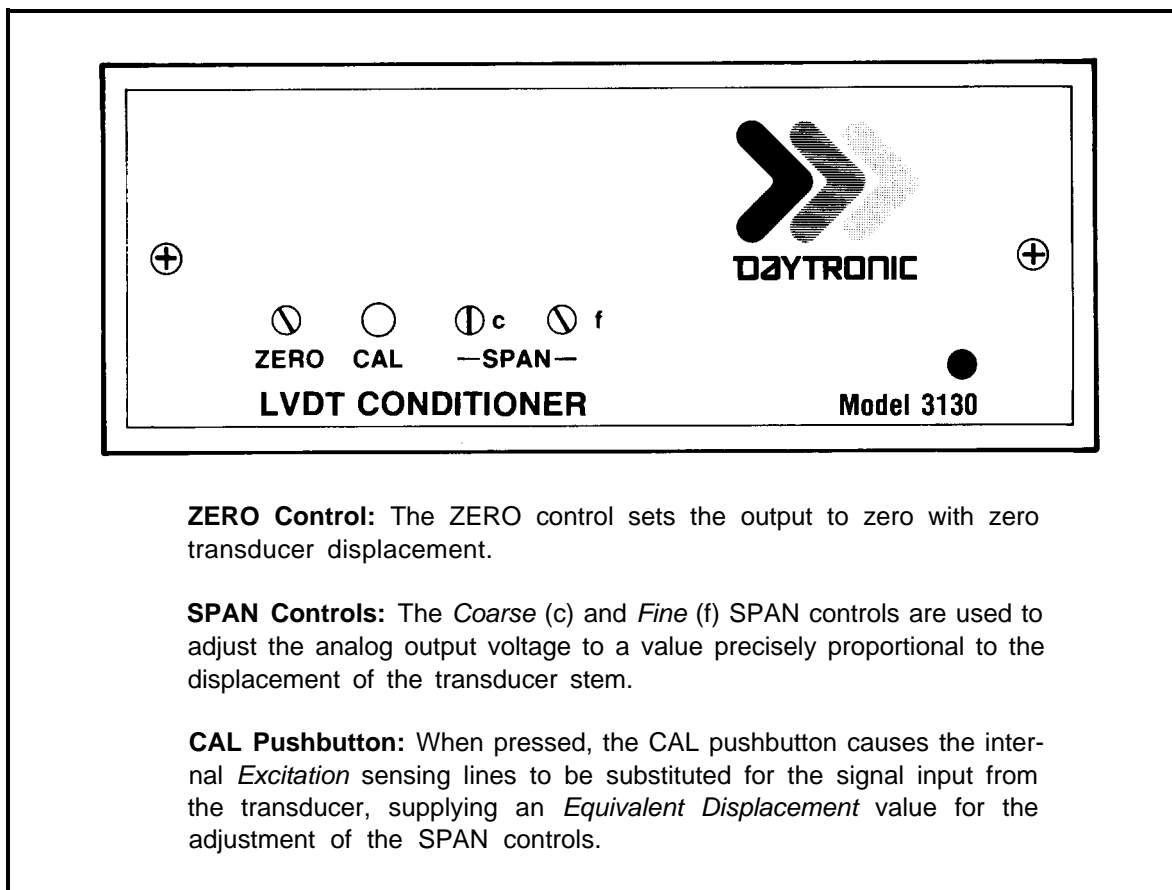 DAYTRONIC
c f
ZERO CAL —SPAN—
LVDT CONDITIONER Model 3130
ZERO Control: The ZERO control sets the output to zero with zero
transducer displacement.
SPAN Controls: The Coarse (c) and Fine (f) SPAN controls are used to
adjust the analog output voltage to a value precisely proportional to the
displacement of the transducer stem.
CAL Pushbutton: When pressed, the CAL pushbutton causes the inter-
nal Excitation sensing lines to be substituted for the signal input from
the transducer, supplying an Equivalent Displacement value for the
adjustment of the SPAN controls.